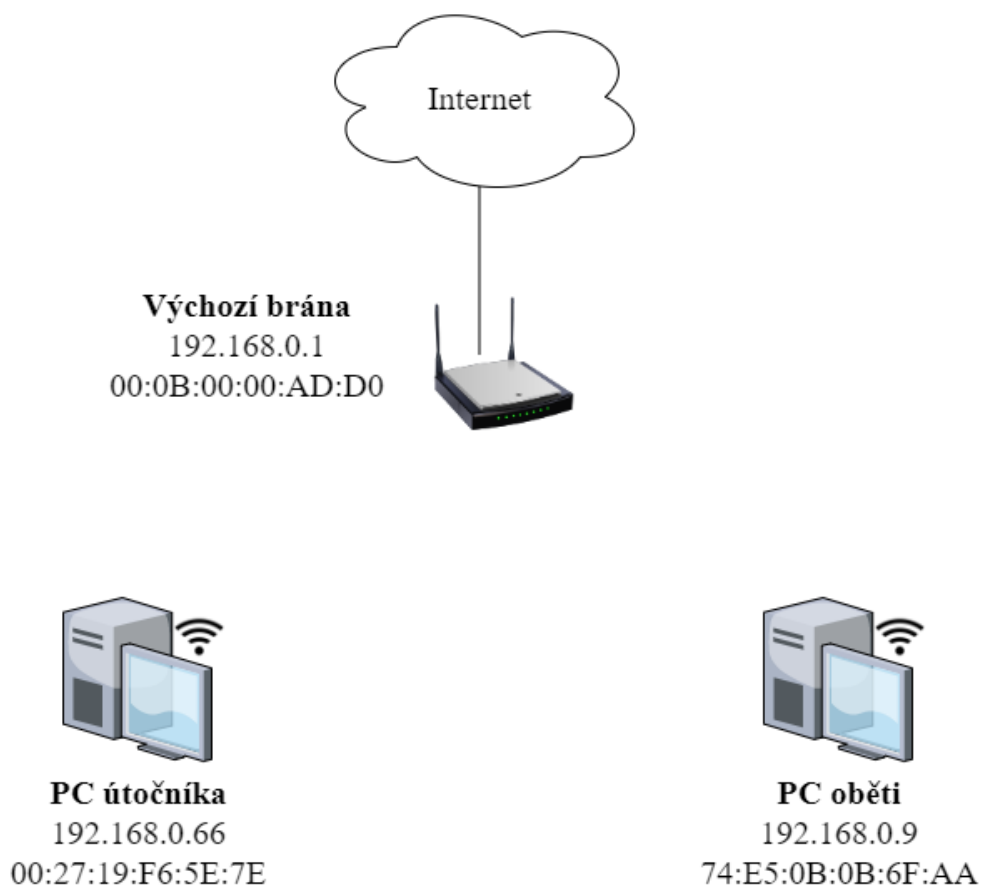 Internet
Výchozí brána
192.168.0.1
00:0B:00:00:AD:D0
PC útočníka
192.168.0.66
00:27:19:F6:5E:7E
PC oběti
192.168.0.9
74:E5:0B:0B:6F:AA